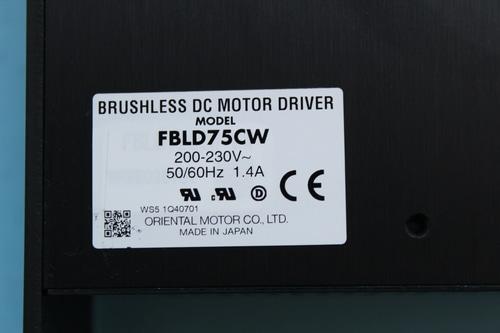 BRUSHLESS DC MOTOR DRIVER
MODEL
FBLD75CW
200-230V~
50/60Hz 1.4A
WS5 1Q40701
ORIENTAL MOTOR CO., LTD.
MADE IN JAPAN